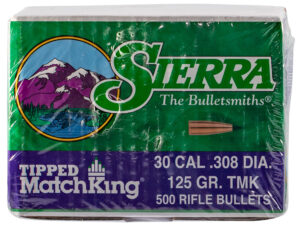 SIERRA
The Bulletsmiths®
TIPPED
MatchKing®
30 CAL .308 DIA.
125 GR. TMK
500 RIFLE BULLETS